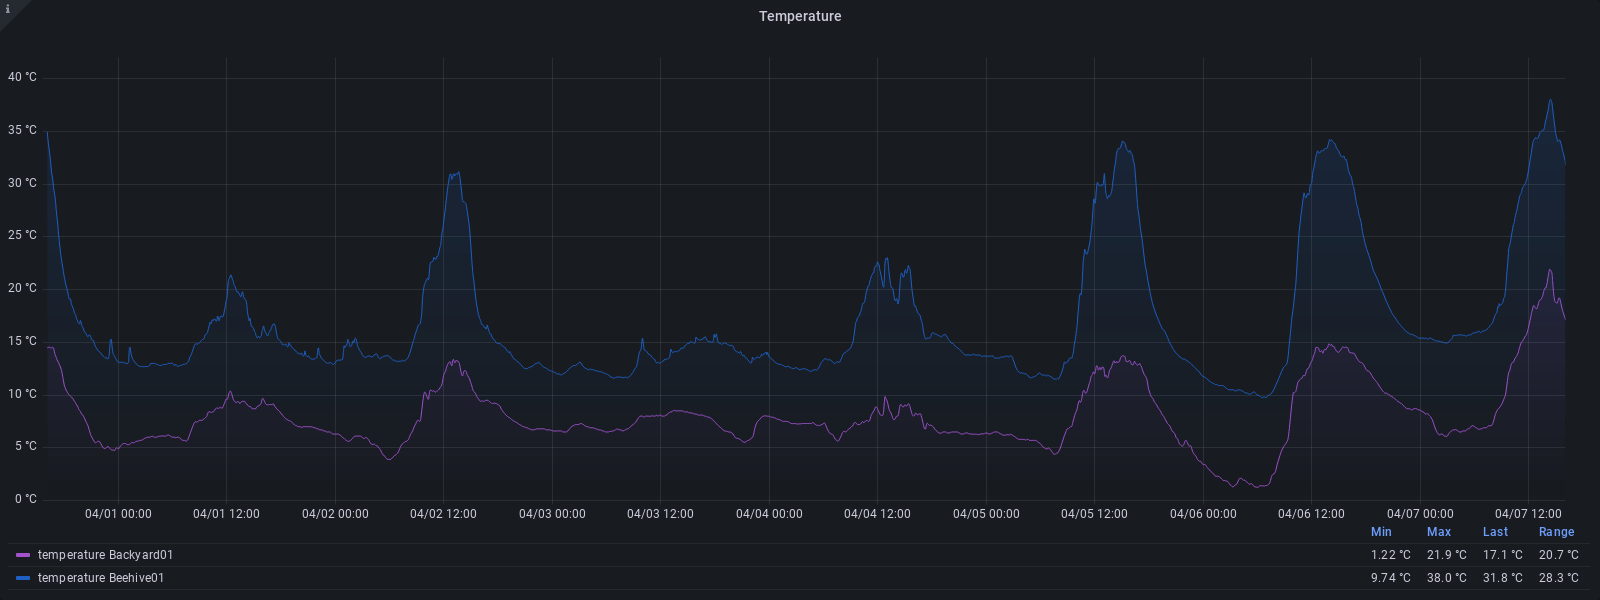 i
Temperature
40 °C
35 °C
30 °C
25 °C
20 °C
15 °C
10 °C
5 °C
0 °C
04/01 00:00 04/01 12:00 04/02 00:00 04/02 12:00 04/03 00:00 04/03 12:00 04/04 00:00 04/04 12:00 04/05 00:00 04/05 12:00 04/06 00:00 04/06 12:00 04/07 00:00 04/07 12:00
Min Max Last Range
temperature Backyard01 1.22 °C 21.9 °C 17.1 °C 20.7 °C
temperature Beehive01 9.74 °C 38.0 °C 31.8 °C 28.3 °C